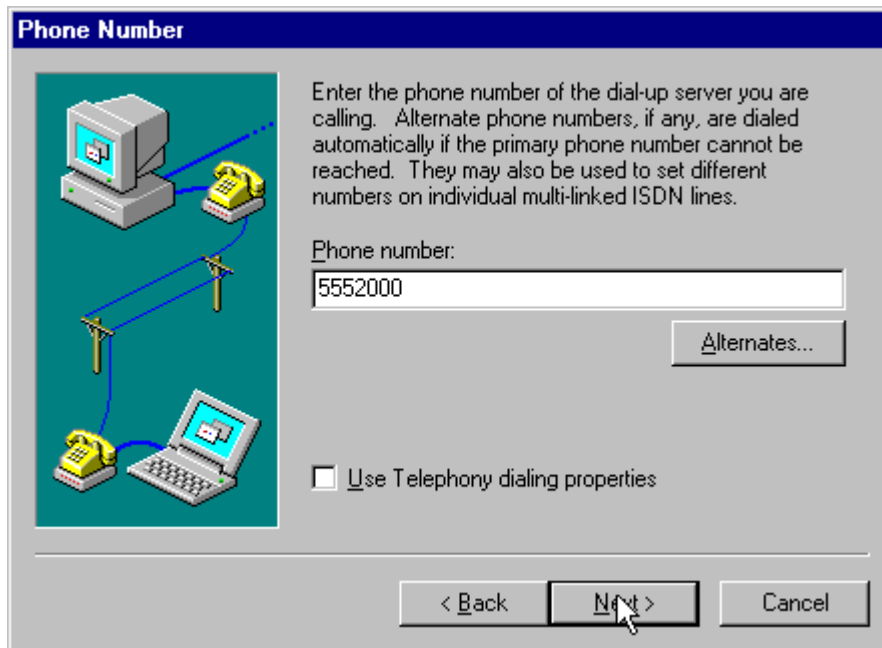 Phone Number
Enter the phone number of the dial-up server you are
calling.  Alternate phone numbers, if any, are dialed
automatically if the primary phone number cannot be
reached.  They may also be used to set different
numbers on individual multi-linked ISDN lines.
Phone number:
5552000
Alternates...
Use Telephony dialing properties
< Back
Next >
Cancel